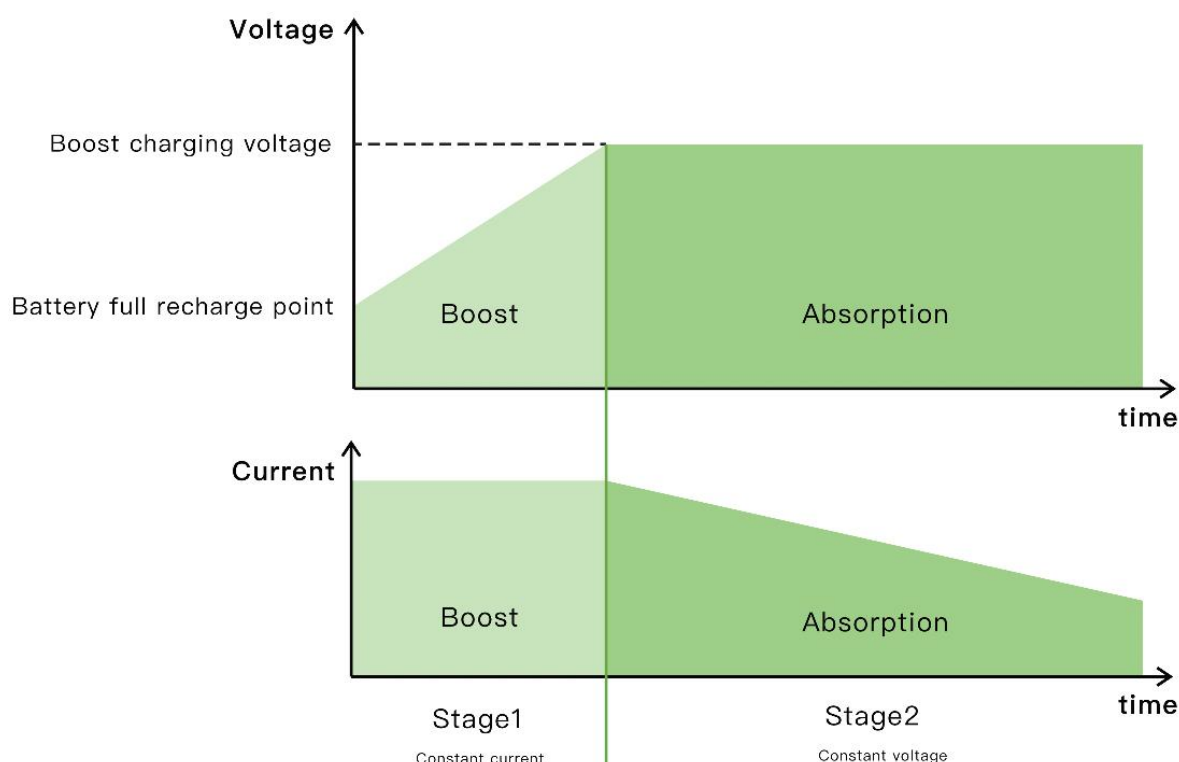 Voltage
Boost charging voltage
Battery full recharge point
Boost
Absorption
time
Current
Boost
Absorption
time
Stage1
Stage2
Constant current
Constant voltage